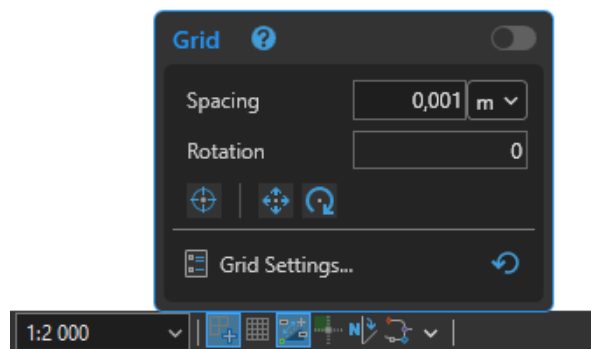 Grid ?
Spacing 0,001 m
Rotation 0
Grid Settings...
1:2 000 N